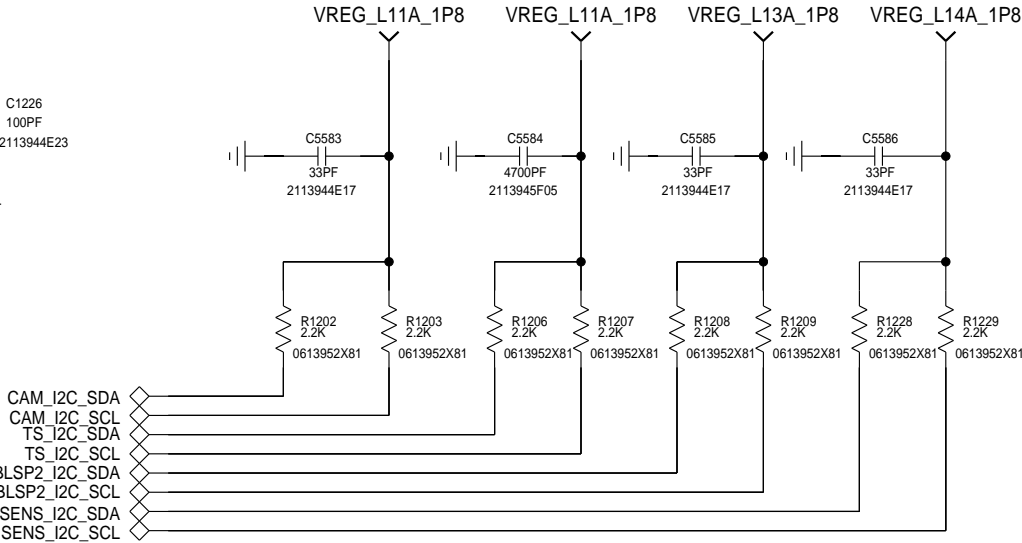 VREG_L11A_1P8 VREG_L11A_1P8 VREG_L13A_1P8 VREG_L14A_1P8
C1226
100PF
2113944E23
C5583 C5584 C5585 C5586
33PF 4700PF 33PF 33PF
2113944E17 2113945F05 2113944E17 2113944E17
R1202 R1203 R1206 R1207 R1208 R1209 R1228 R1229
2.2K 2.2K 2.2K 2.2K 2.2K 2.2K 2.2K 2.2K
0613952X81 0613952X81 0613952X81 0613952X81 0613952X81 0613952X81 0613952X81 0613952X81
CAM_I2C_SDA
CAM_I2C_SCL
TS_I2C_SDA
TS_I2C_SCL
BLSP2_I2C_SDA
BLSP2_I2C_SCL
SENS_I2C_SDA
SENS_I2C_SCL